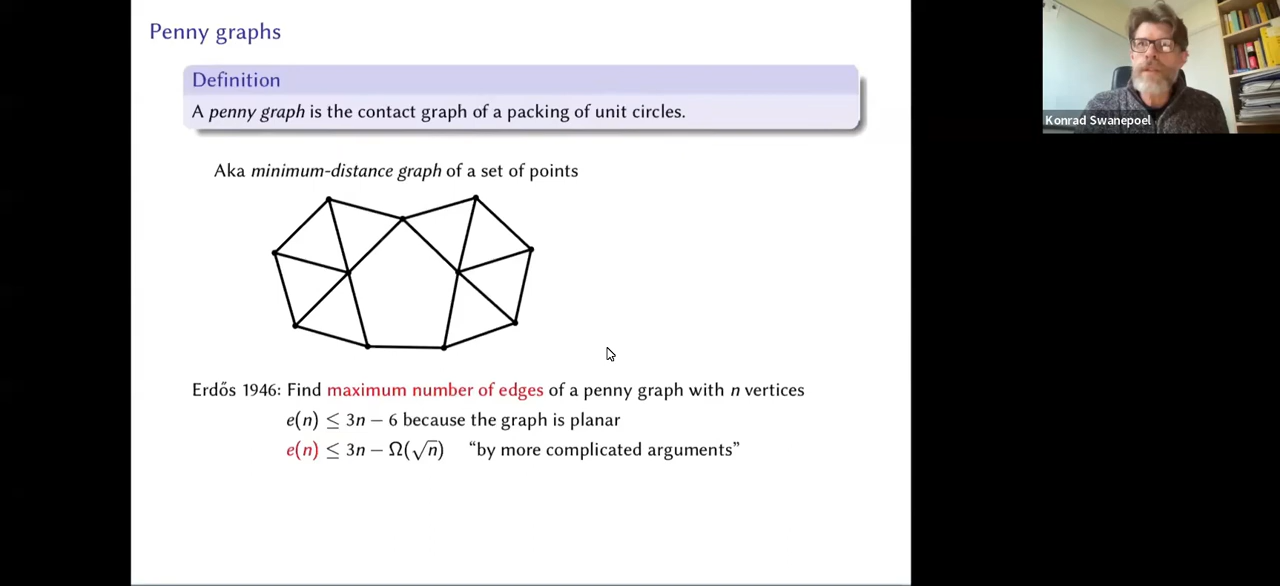 Penny graphs
Definition
A penny graph is the contact graph of a packing of unit circles.
Aka minimum-distance graph of a set of points
Erdős 1946: Find maximum number of edges of a penny graph with n vertices
e(n) ≤ 3n − 6 because the graph is planar
e(n) ≤ 3n − Ω(√n) “by more complicated arguments”
Konrad Swanepoel